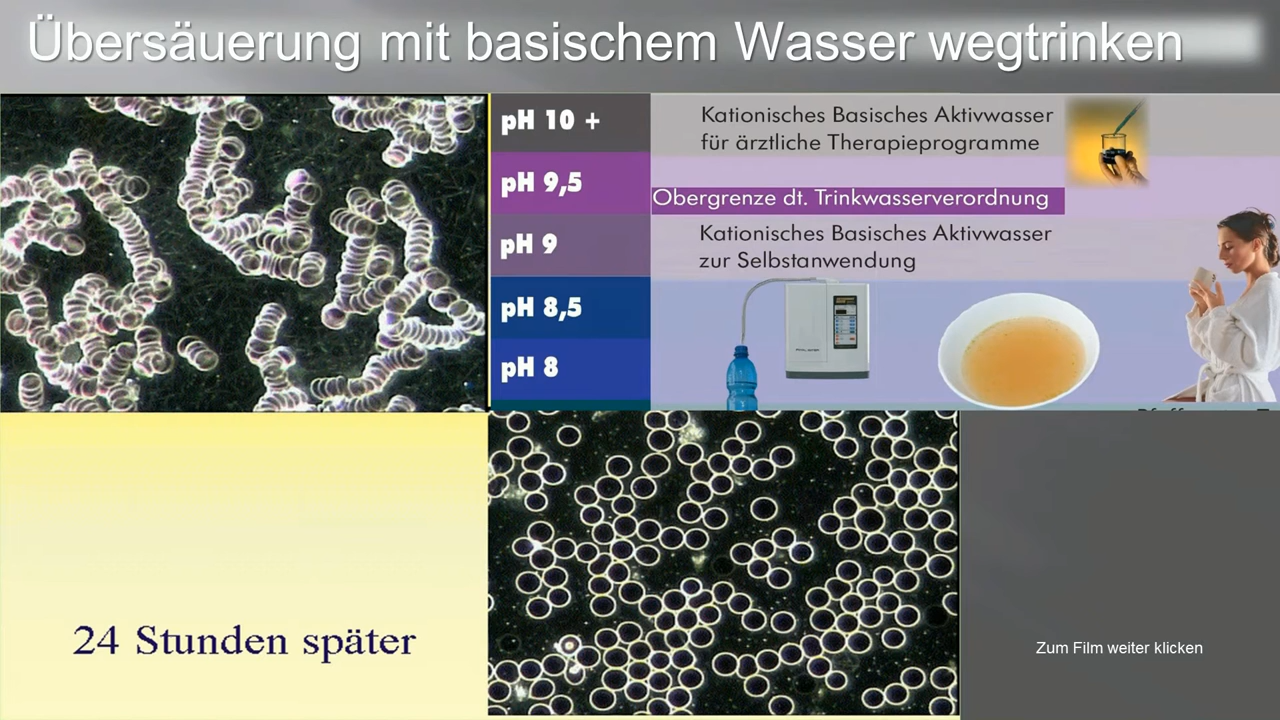 Übersäuerung mit basischem Wasser wegtrinken
pH 10 +
Kationisches Basisches Aktivwasser
für ärztliche Therapieprogramme
pH 9,5
Obergrenze dt. Trinkwasserverordnung
pH 9
Kationisches Basisches Aktivwasser
zur Selbstanwendung
pH 8,5
pH 8
24 Stunden später
Zum Film weiter klicken